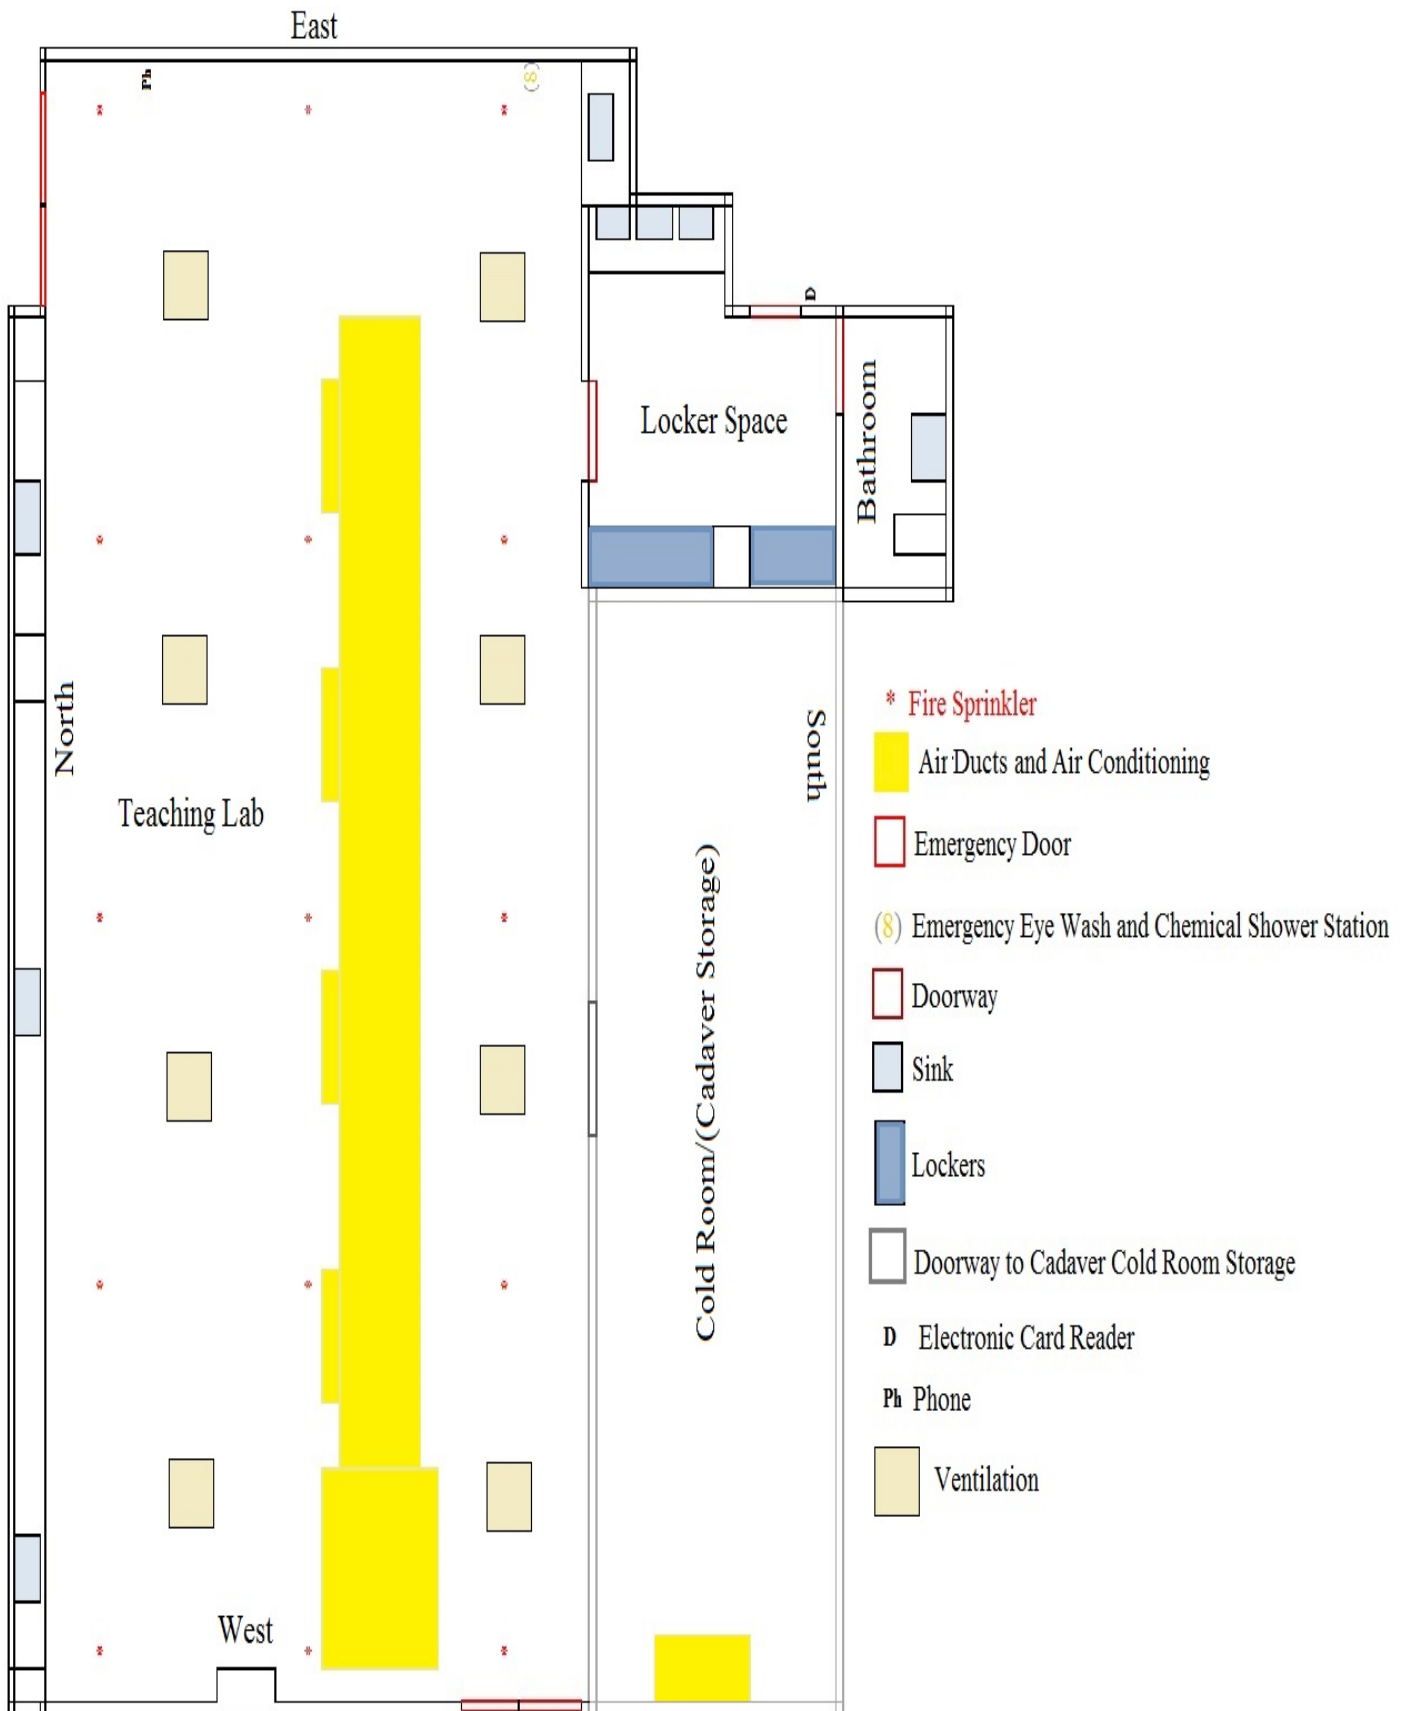 East
Ph
(8)
D
Locker Space
Bathroom
North
South
Teaching Lab
Cold Room/(Cadaver Storage)
West
* Fire Sprinkler
Air Ducts and Air Conditioning
Emergency Door
(8) Emergency Eye Wash and Chemical Shower Station
Doorway
Sink
Lockers
Doorway to Cadaver Cold Room Storage
D Electronic Card Reader
Ph Phone
Ventilation